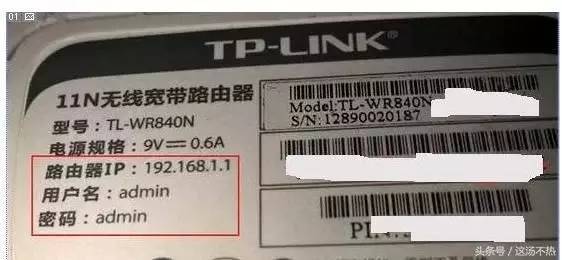 01
TP-LINK
11N无线宽带路由器
型号：TL-WR840N
电源规格：9V⎓0.6A
路由器IP：192.168.1.1
用户名：admin
密码：admin
Model:TL-WR840N
S/N:12890020187
PIN:
头条号 / 这汤不热